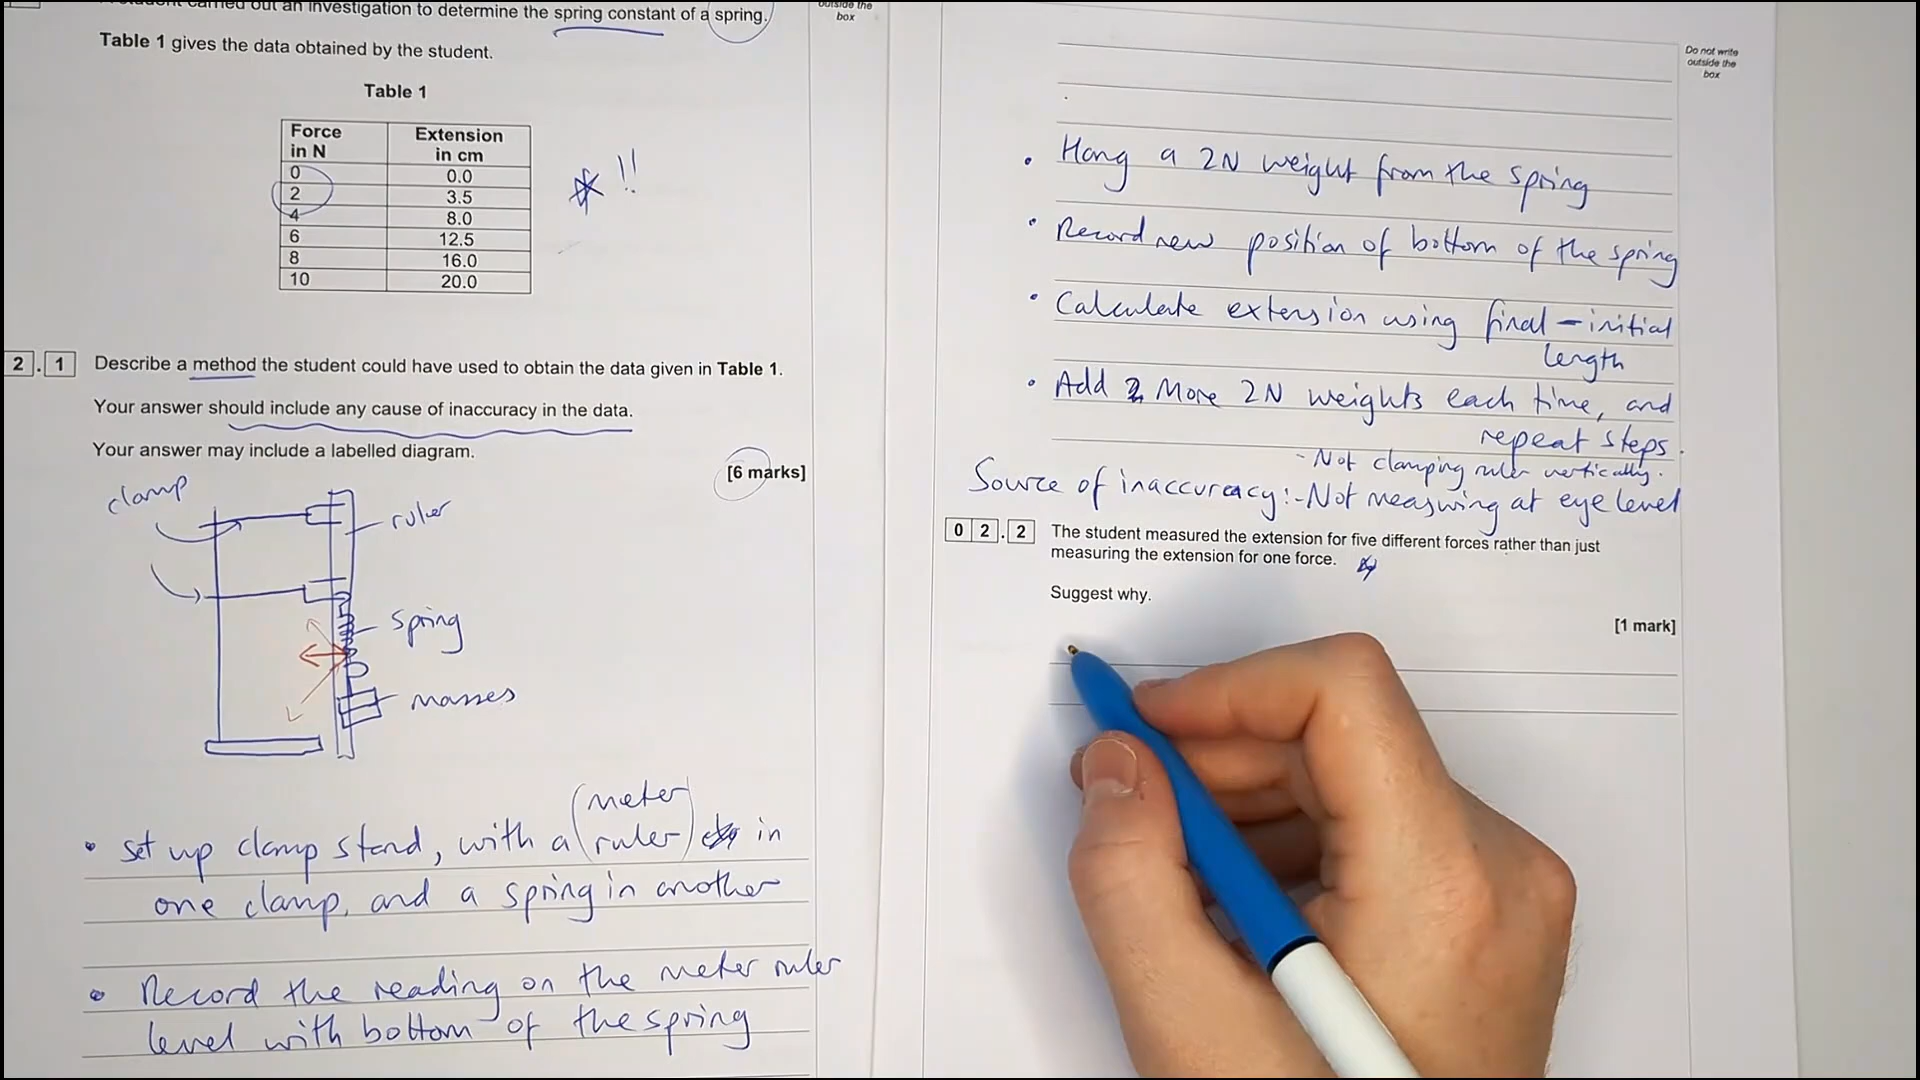 carried out an investigation to determine the spring constant of a spring.
outside the
box
Table 1 gives the data obtained by the student.
Table 1
Force
in N
Extension
in cm
0 0.0
2 3.5
4 8.0
6 12.5
8 16.0
10 20.0
!!
2.1 Describe a method the student could have used to obtain the data given in Table 1.
Your answer should include any cause of inaccuracy in the data.
Your answer may include a labelled diagram.
[6 marks]
clamp
ruler
spring
masses
• set up clamp stand, with a (meter
ruler) in
one clamp, and a spring in another
• Record the reading on the meter ruler
level with bottom of the spring
Do not write
outside the
box
• Hang a 2N weight from the spring
• Record new position of bottom of the spring
• Calculate extension using final - initial
length
• Add More 2N weights each time, and
repeat steps.
- Not clamping ruler vertically.
Source of inaccuracy: - Not measuring at eye level
02.2 The student measured the extension for five different forces rather than just
measuring the extension for one force.
Suggest why.
[1 mark]